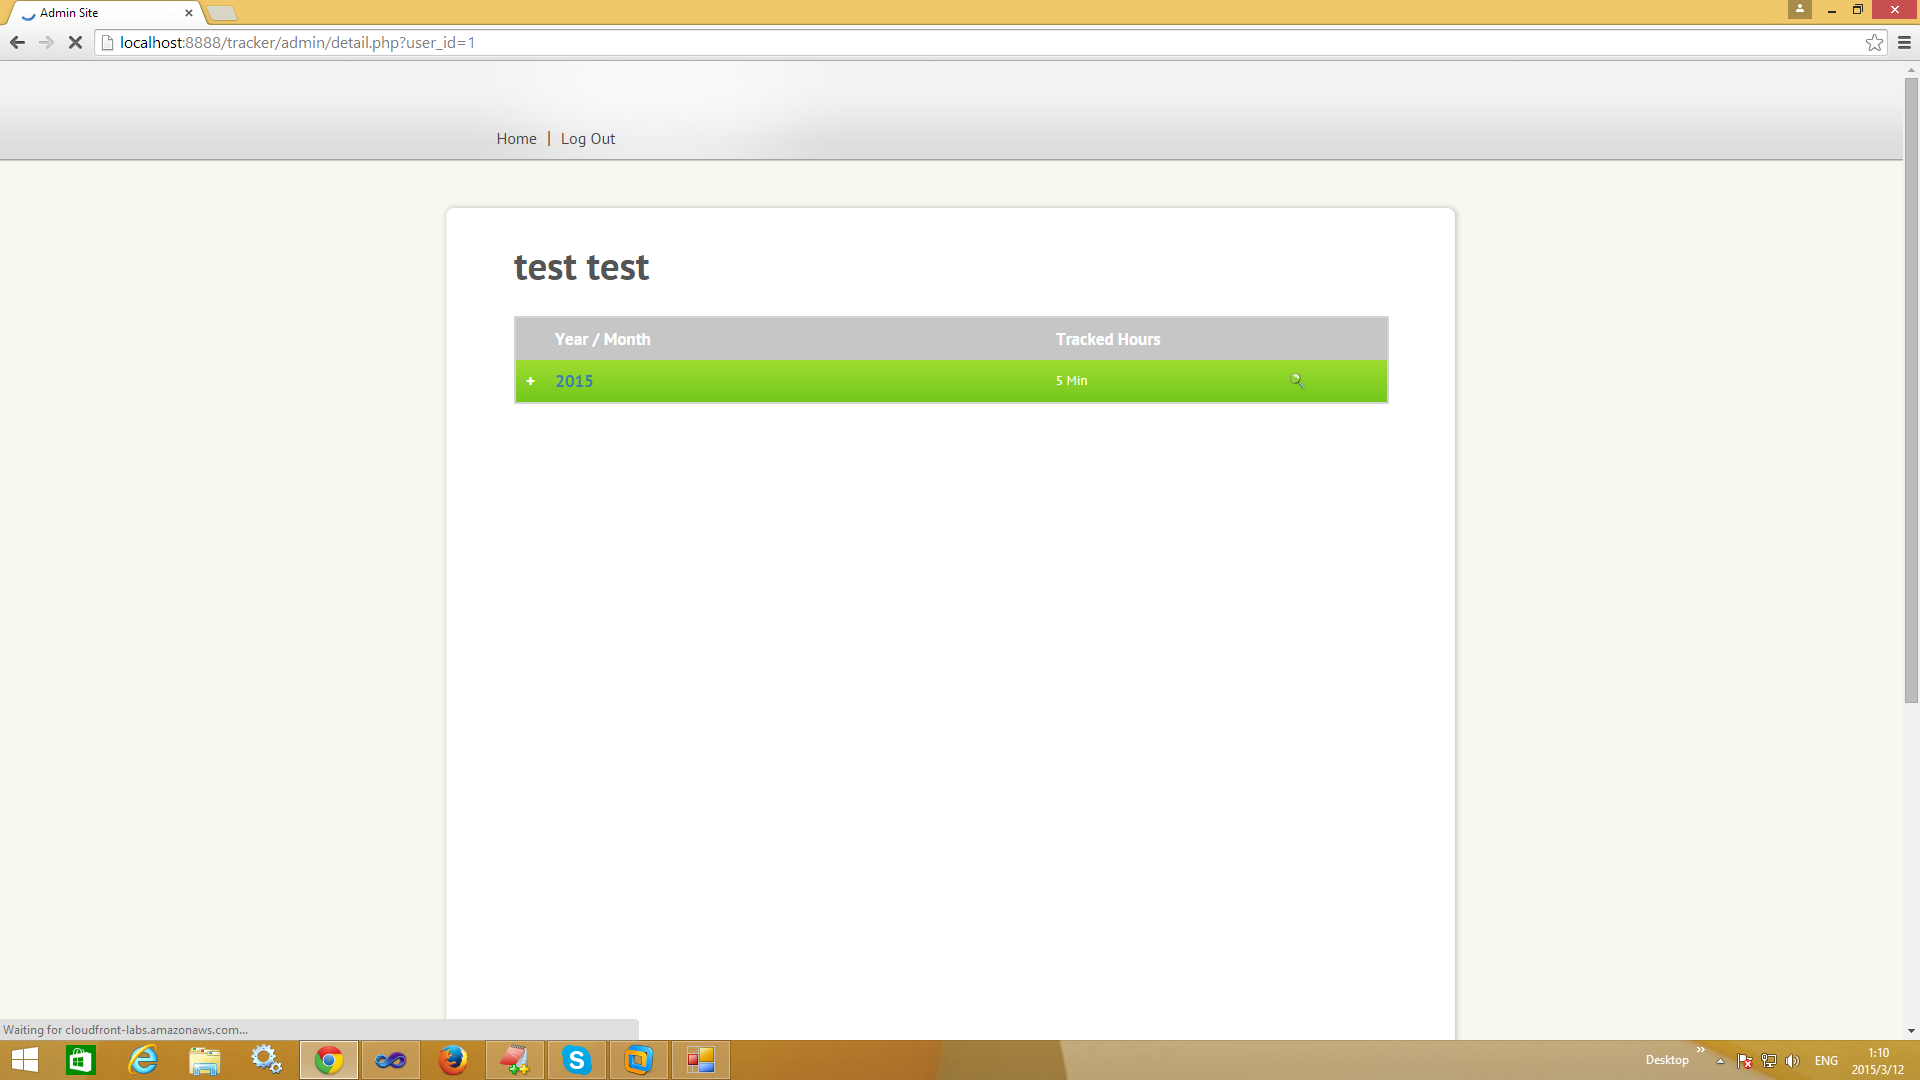 Admin Site
localhost:8888/tracker/admin/detail.php?user_id=1
Home | Log Out
test test
Year / Month Tracked Hours
+ 2015 5 Min
Waiting for cloudfront-labs.amazonaws.com...
Desktop ENG 1:10
2015/3/12